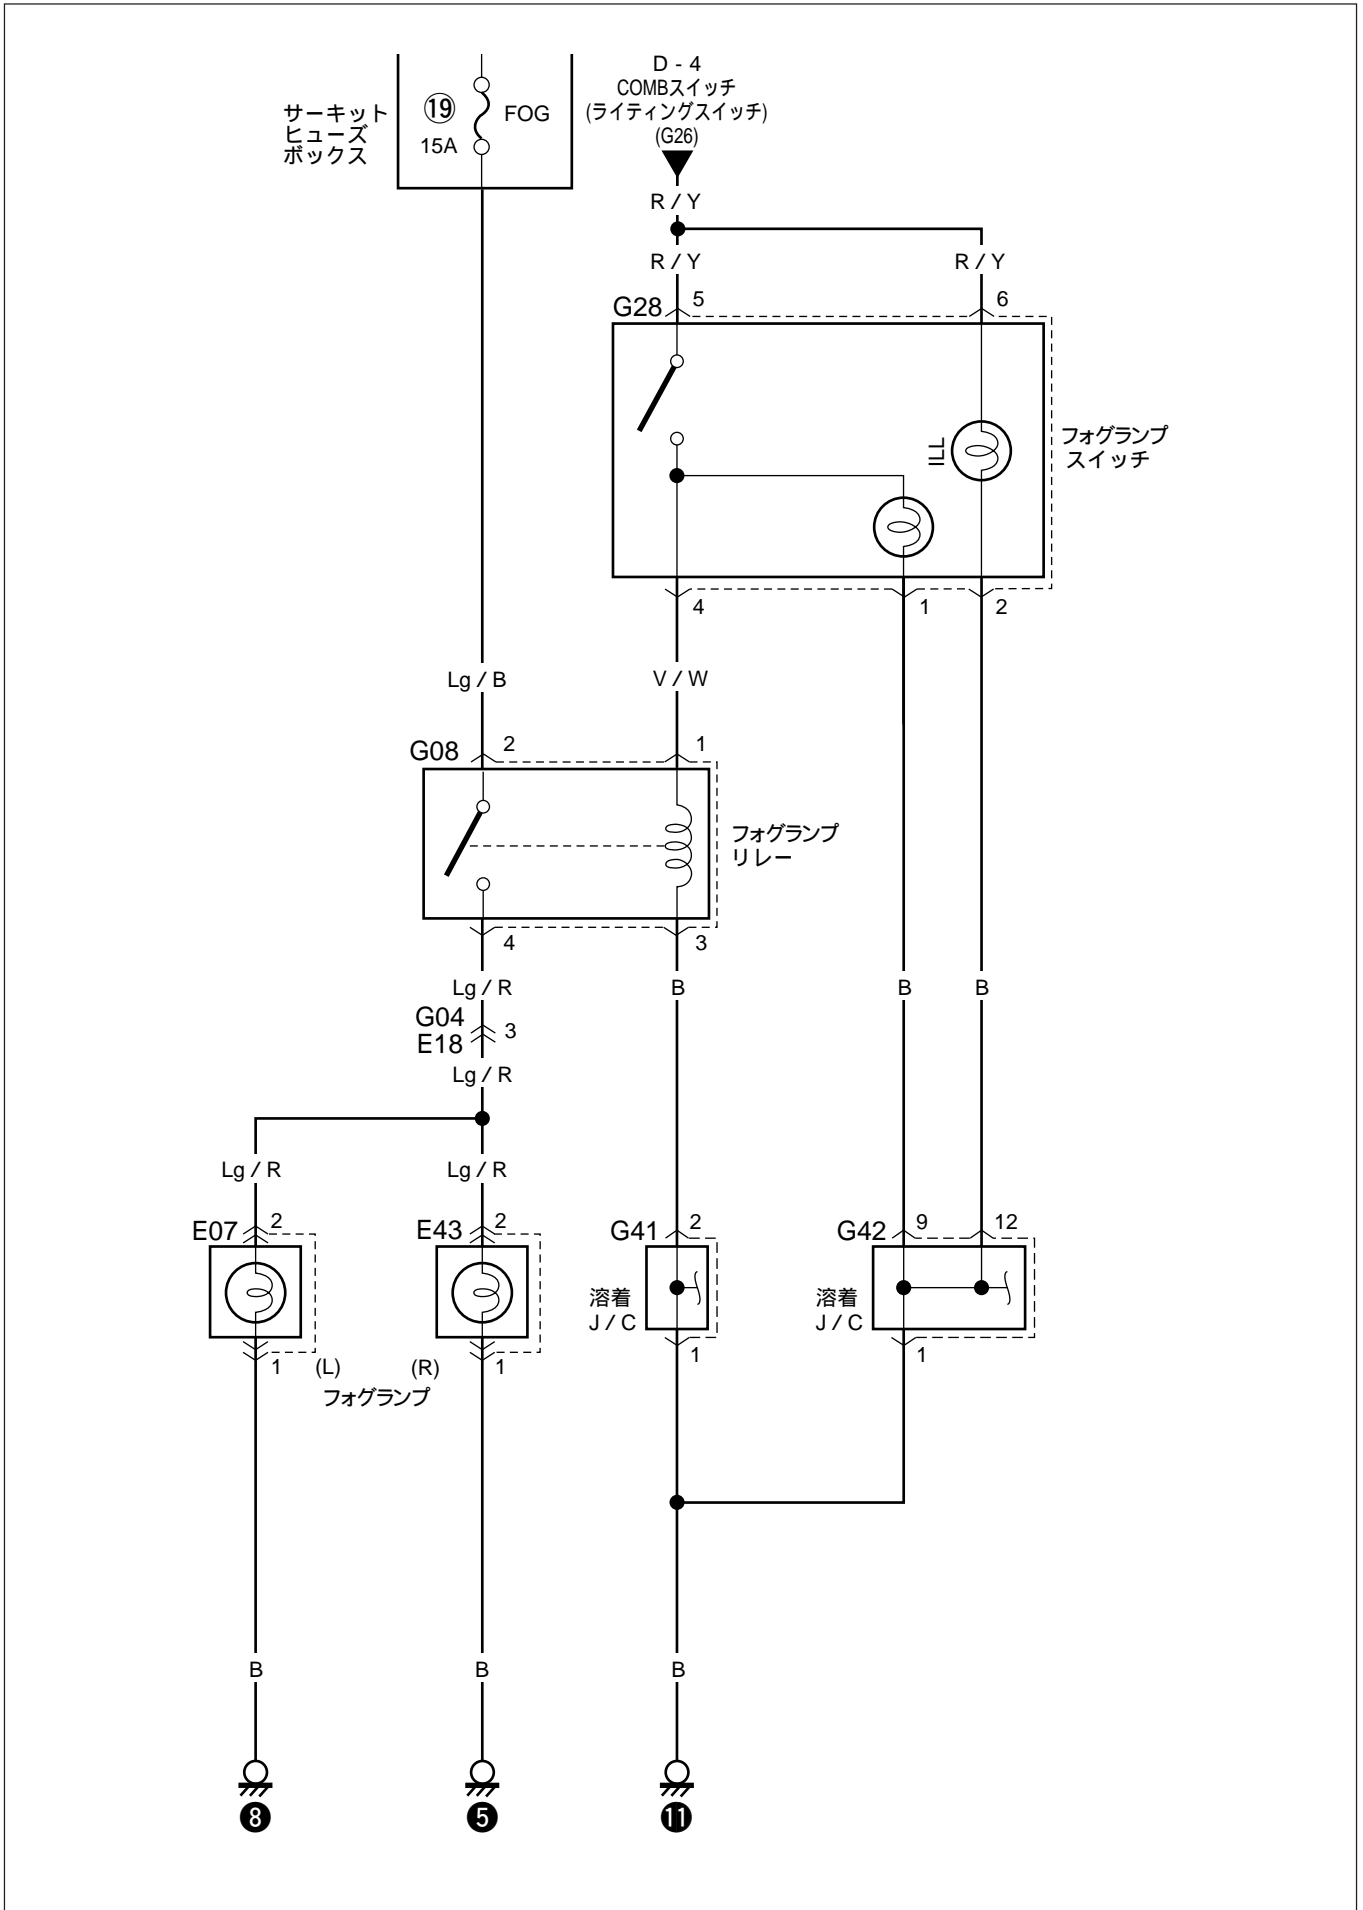 サーキット
ヒューズ
ボックス
⑲
15A
FOG
D - 4
COMBスイッチ
(ライティングスイッチ)
(G26)
R / Y
R / Y
R / Y
G28
5
6
ILL
フォグランプ
スイッチ
4
1
2
Lg / B
V / W
G08
2
1
フォグランプ
リレー
4
3
Lg / R
B
B
B
G04
E18
3
Lg / R
Lg / R
Lg / R
E07
2
E43
2
G41
2
G42
9
12
溶着
J / C
溶着
J / C
1
(L)
(R)
1
1
1
フォグランプ
B
B
B
8
5
11